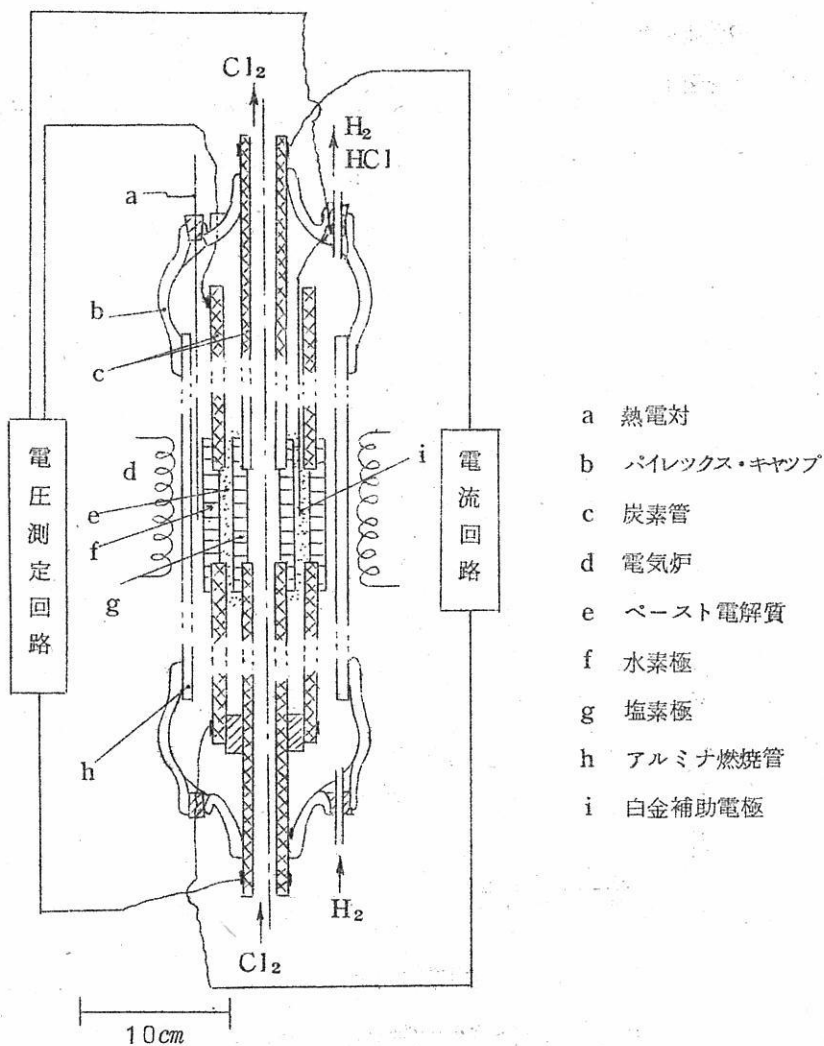 Cl₂
H₂
HCl
a
b
c
d
e
f
g
h
i
電圧測定回路
電流回路
H₂
Cl₂
10cm
a 熱電対
b パイレックス・キャップ
c 炭素管
d 電気炉
e ペースト電解質
f 水素極
g 塩素極
h アルミナ燃焼管
i 白金補助電極